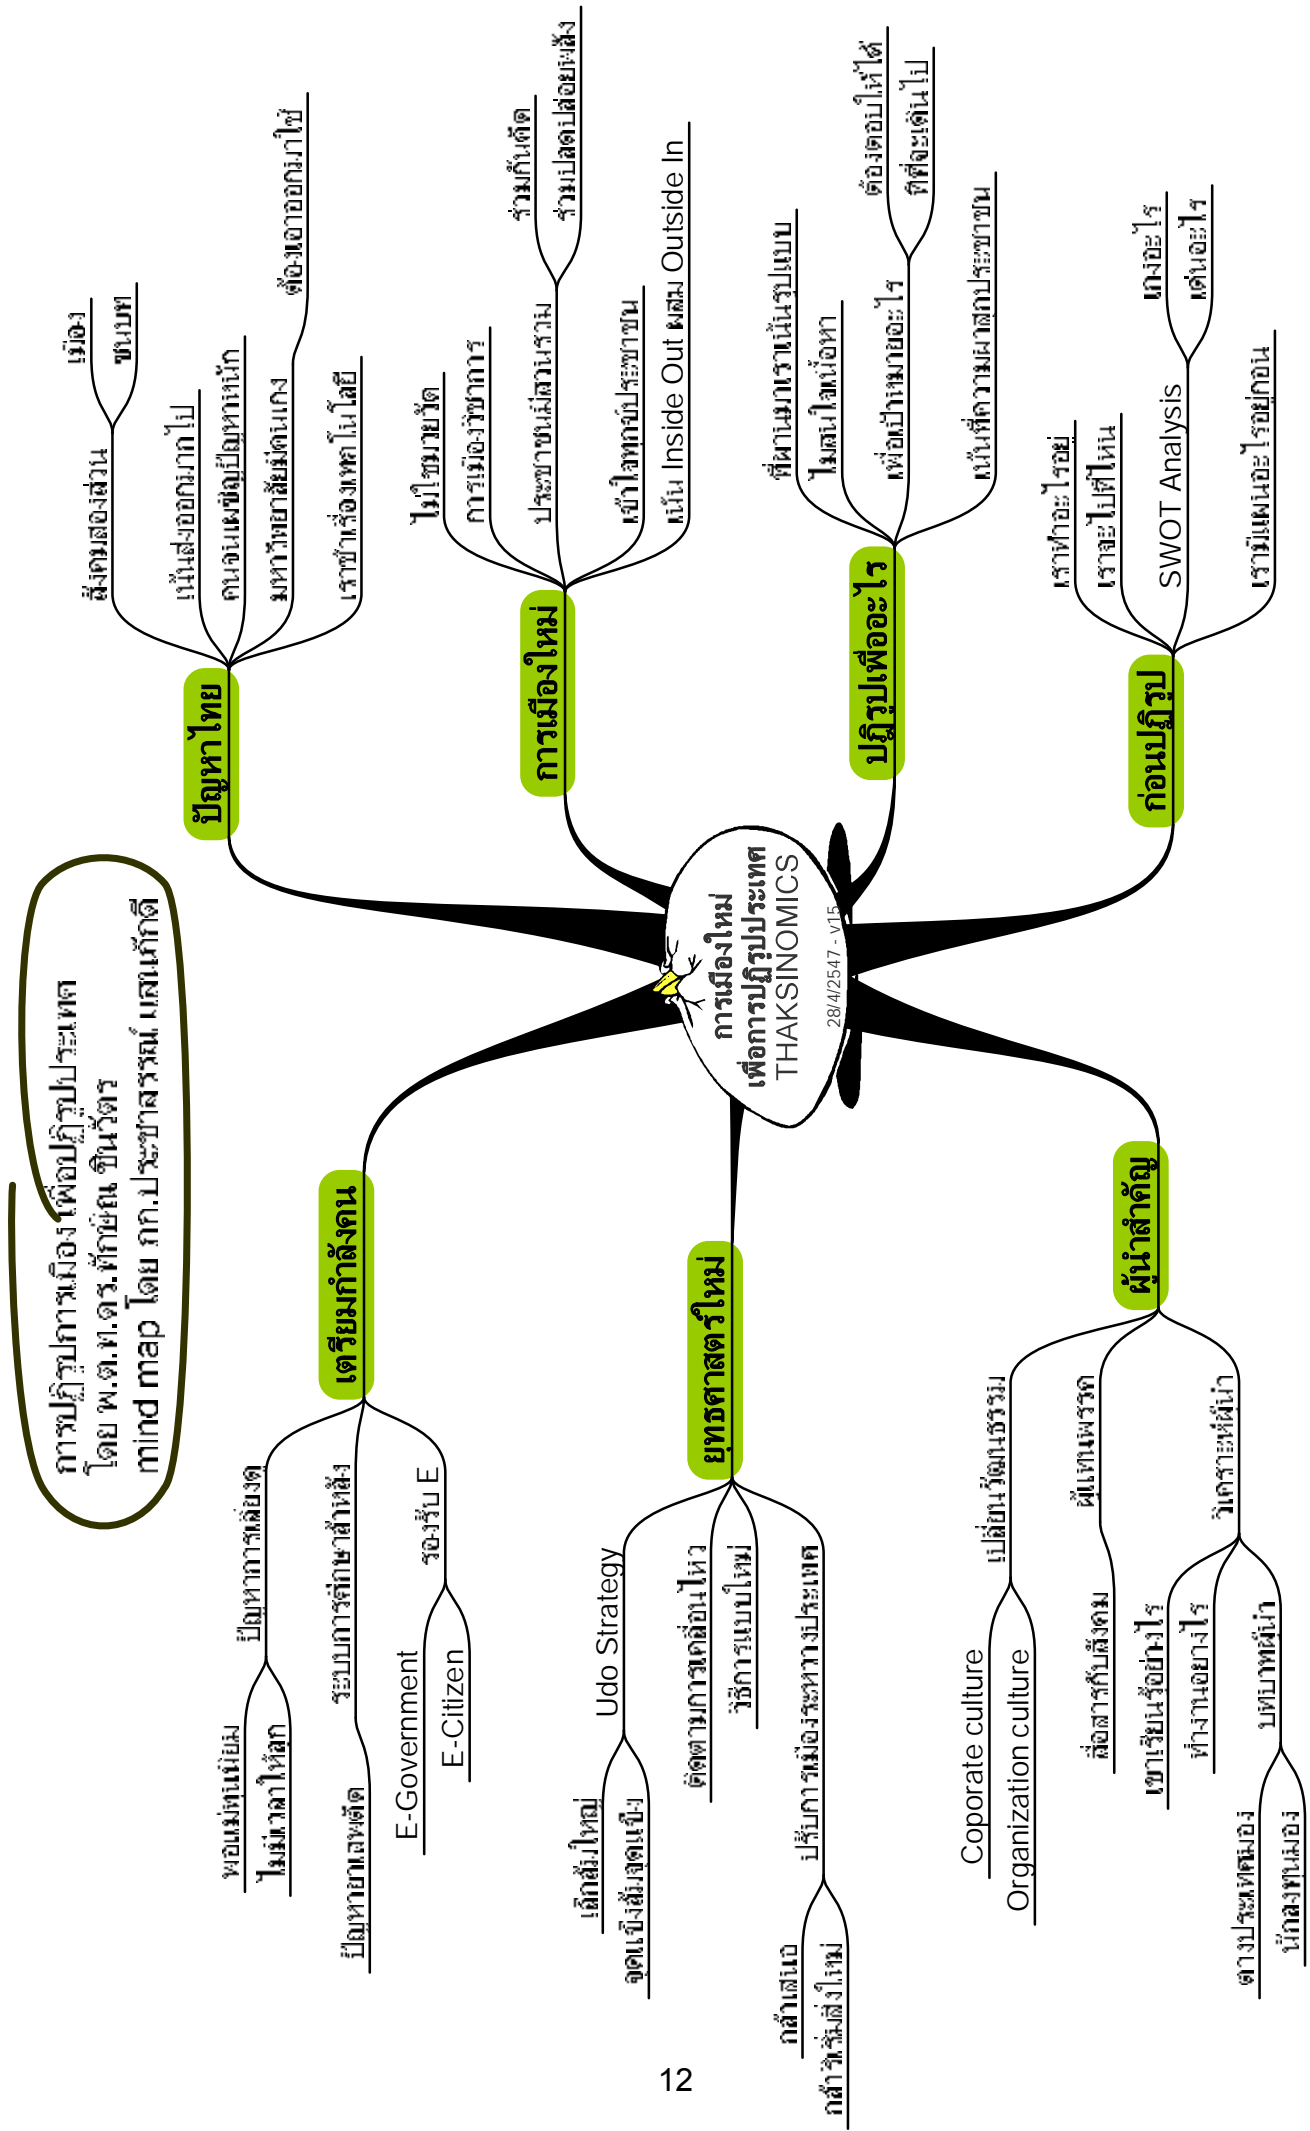 การปฏิรูปการเมือง เพื่อปฏิรูปประเทศ
โดย พ.ต.ท.ดร.ทักษิณ ชินวัตร
mind map โดย ภก.ประชาสรรณ์ แสนภักดี
การเมืองใหม่
เพื่อการปฏิรูปประเทศ
THAKSINOMICS
28/4/2547 - v15
ปัญหาไทย
สังคมสองส่วน
เมือง
ชนบท
เน้นส่งออกมากไป
คนจนเผชิญปัญหาหนัก
มหาวิทยาลัยมีคนเก่ง
ต้องเอาออกมาใช้
เราช้าเรื่องเทคโนโลยี
การเมืองใหม่
ไม่ใช่มวยวัด
การเมืองวิชาการ
ประชาชนมีส่วนร่วม
ร่วมกันคิด
ร่วมปลดปล่อยพลัง
เข้าใจทุกข์ประชาชน
เน้น Inside Out ผสม Outside In
ปฏิรูปเพื่ออะไร
ที่ผ่านมาเราเน้นรูปแบบ
ไม่สนใจเนื้อหา
เพื่อเป้าหมายอะไร
ต้องตอบให้ได้
ทิศที่จะเดินไป
เน้นที่ความผาสุกประชาชน
ก่อนปฏิรูป
เราทำอะไรอยู่
เราจะไปที่ไหน
SWOT Analysis
เก่งอะไร
เด่นอะไร
เรามีแผนอะไรอยู่ก่อน
เตรียมกำลังคน
ปัญหาการเลี้ยงดู
พ่อแม่ทุนนิยม
ไม่มีเวลาให้ลูก
ระบบการศึกษาล้าหลัง
ปัญหายาเสพติด
รองรับ E
E-Government
E-Citizen
ยุทธศาสตร์ใหม่
Udo Strategy
เล็กล้มใหญ่
จุดแข็งล้มจุดแข็ง
ติดตามการเคลื่อนไหว
วิธีการแบบใหม่
ปรับการเมืองระหว่างประเทศ
กล้าเสนอ
กล้าริเริ่มสิ่งใหม่
ผู้นำสำคัญ
เปลี่ยนวัฒนธรรม
Coporate culture
Organization culture
ผู้แทนพรรค
สื่อสารกับสังคม
วิเคราะห์ผู้นำ
เขาเรียนรู้อย่างไร
ทำงานอย่างไร
บทบาทผู้นำ
ต่างประเทศมอง
นักลงทุนมอง
12